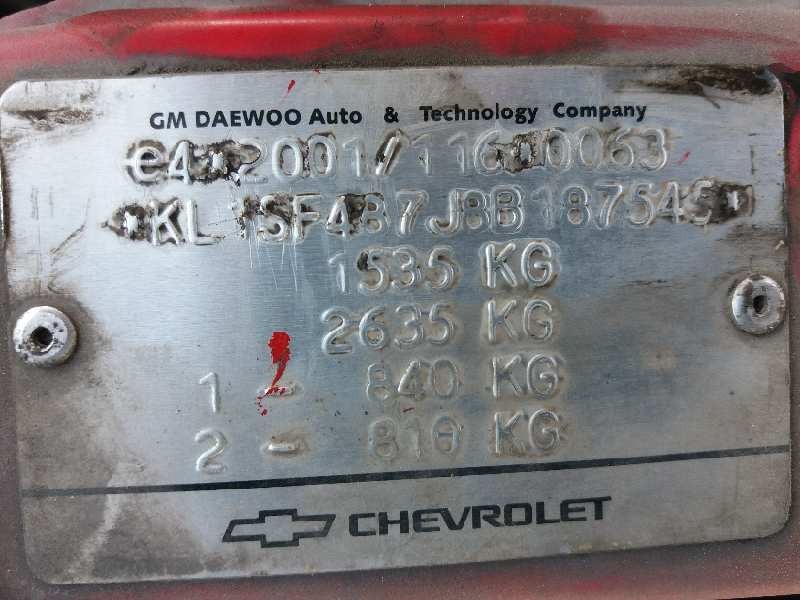 GM DAEWOO Auto & Technology Company
e4*2001/116*0063
*KL1SF487J8B187545*
1535 KG
2635 KG
1 - 840 KG
2 - 810 KG
CHEVROLET